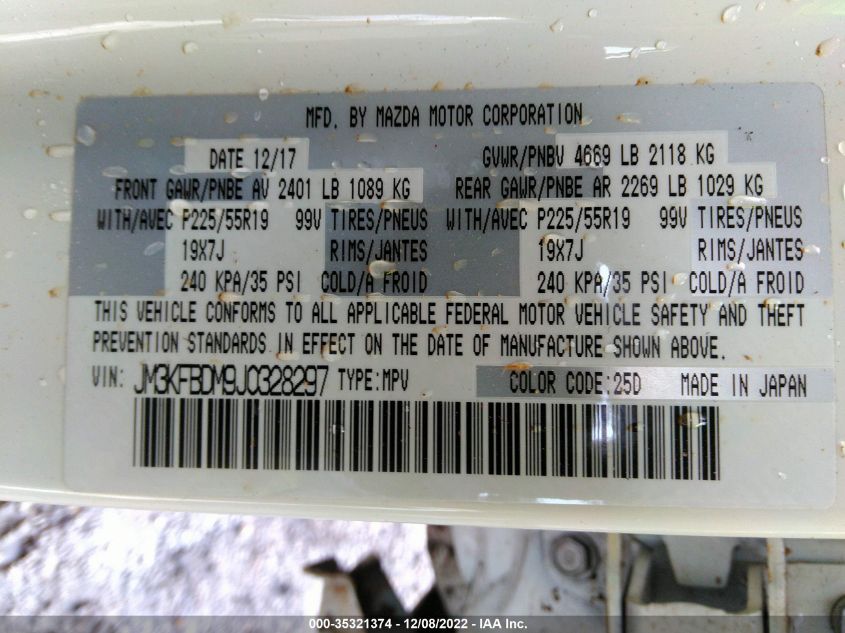 MFD. BY MAZDA MOTOR CORPORATION
DATE 12/17 GVWR/PNBV 4669 LB 2118 KG
FRONT GAWR/PNBE AV 2401 LB 1089 KG REAR GAWR/PNBE AR 2269 LB 1029 KG
WITH/AVEC P225/55R19 99V TIRES/PNEUS WITH/AVEC P225/55R19 99V TIRES/PNEUS
19X7J RIMS/JANTES 19X7J RIMS/JANTES
240 KPA/35 PSI COLD/A FROID 240 KPA/35 PSI COLD/A FROID
THIS VEHICLE CONFORMS TO ALL APPLICABLE FEDERAL MOTOR VEHICLE SAFETY AND THEFT
PREVENTION STANDARDS IN EFFECT ON THE DATE OF MANUFACTURE SHOWN ABOVE.
VIN: JM3KFBDM9J0328297 TYPE:MPV COLOR CODE:25D MADE IN JAPAN
000-35321374 - 12/08/2022 - IAA Inc.